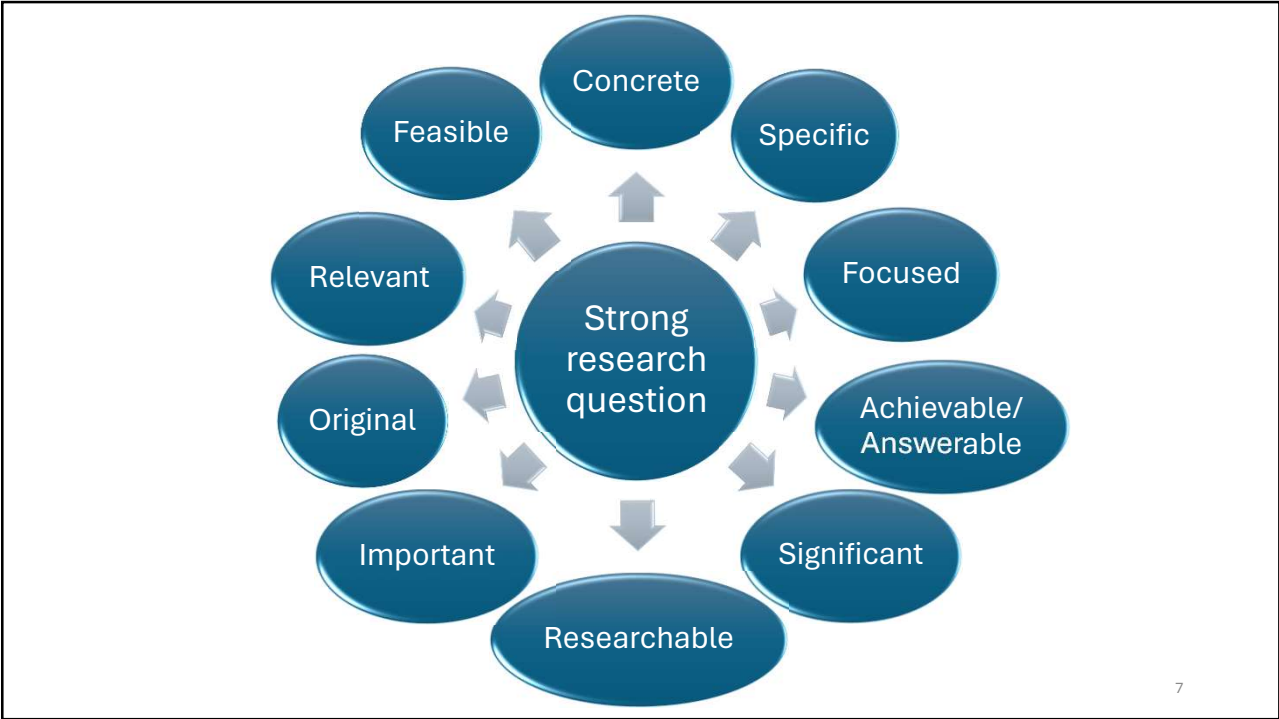 Concrete
Specific
Focused
Achievable/
Answerable
Significant
Researchable
Important
Original
Relevant
Feasible
Strong
research
question
7